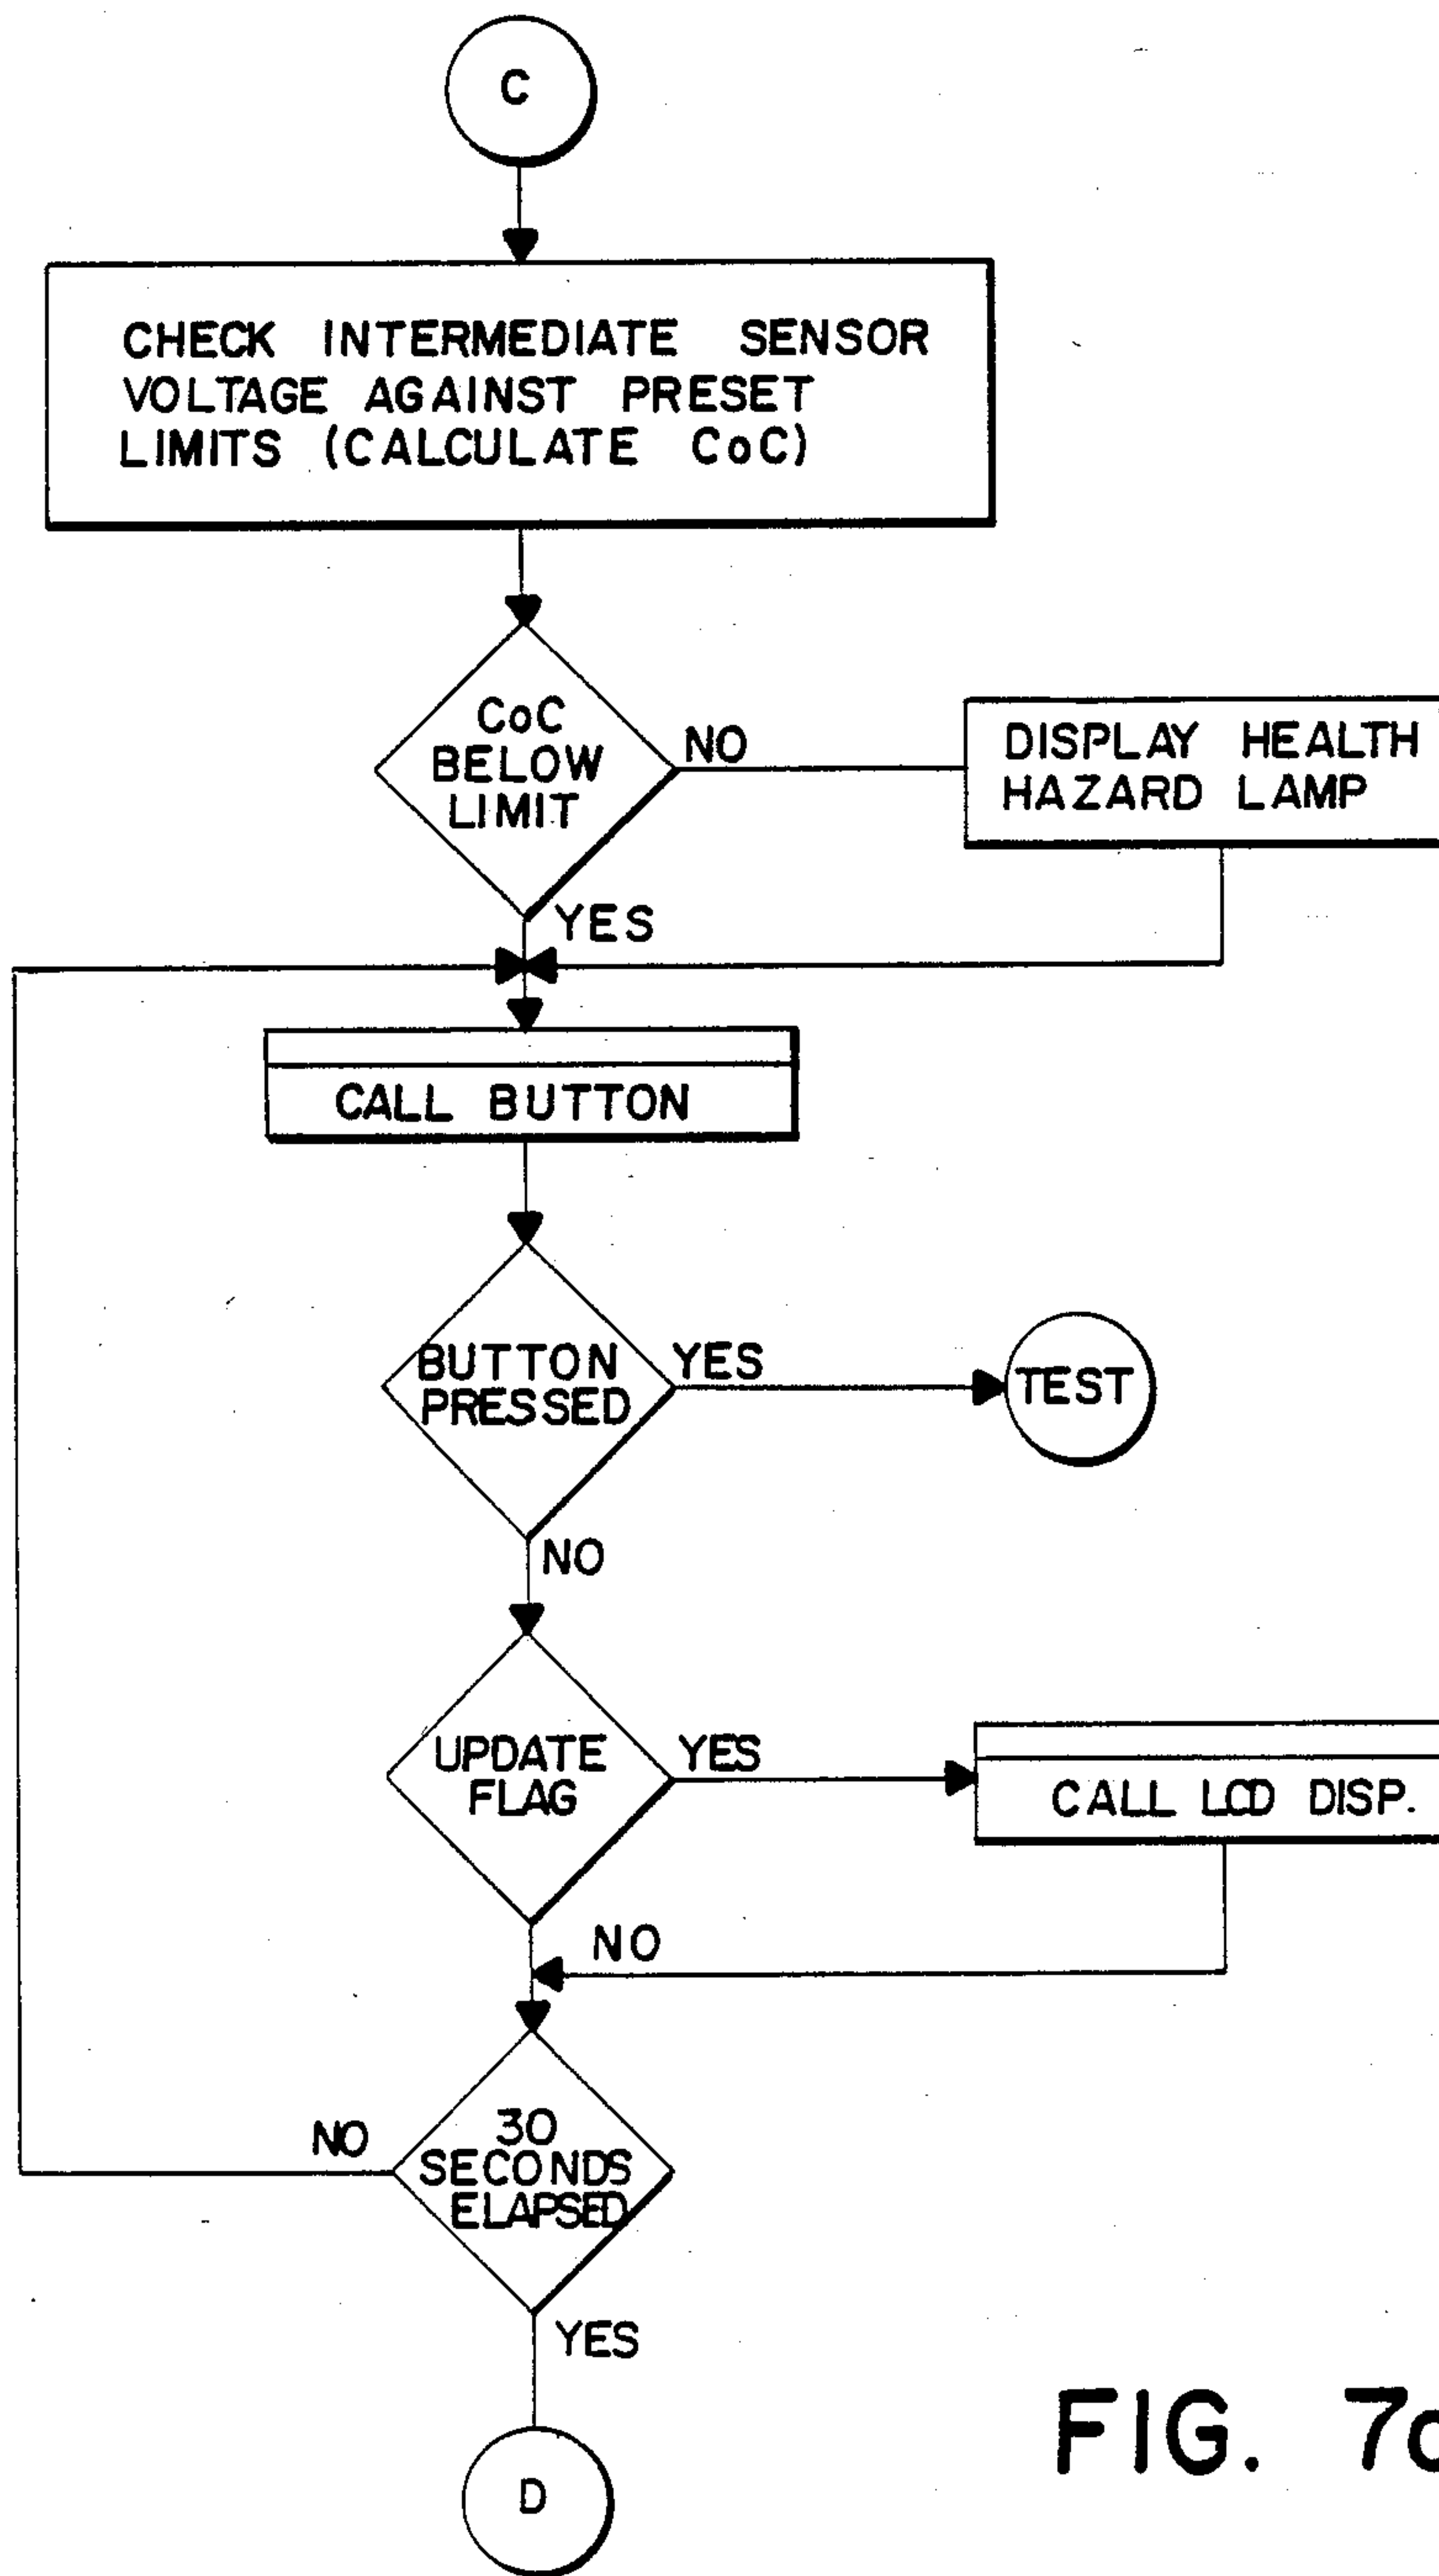 C
CHECK INTERMEDIATE SENSOR
VOLTAGE AGAINST PRESET
LIMITS (CALCULATE CoC)
CoC
BELOW
LIMIT
NO
DISPLAY HEALTH
HAZARD LAMP
YES
CALL BUTTON
BUTTON
PRESSED
YES
TEST
NO
UPDATE
FLAG
YES
CALL LCD DISP.
NO
30
SECONDS
ELAPSED
NO
YES
D
FIG.